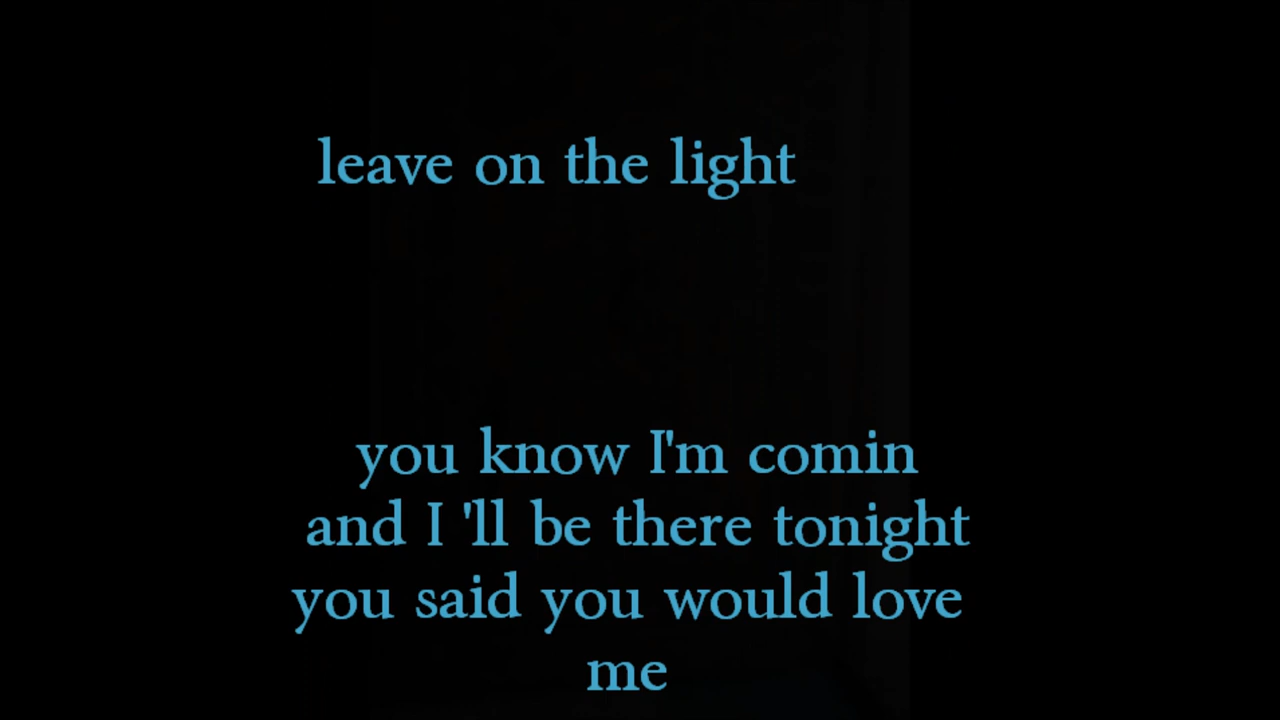 leave on the light
you know I'm comin
and I 'll be there tonight
you said you would love
me